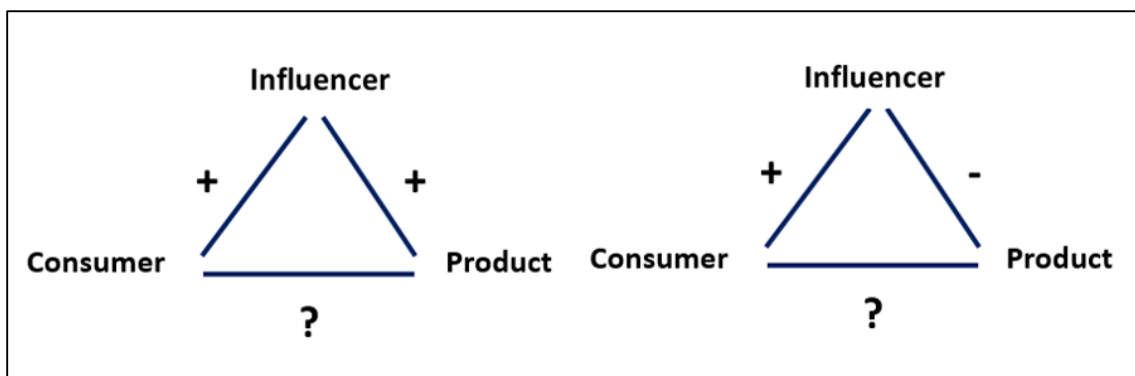 Influencer
+
+
Consumer
Product
?
Influencer
+
-
Consumer
Product
?